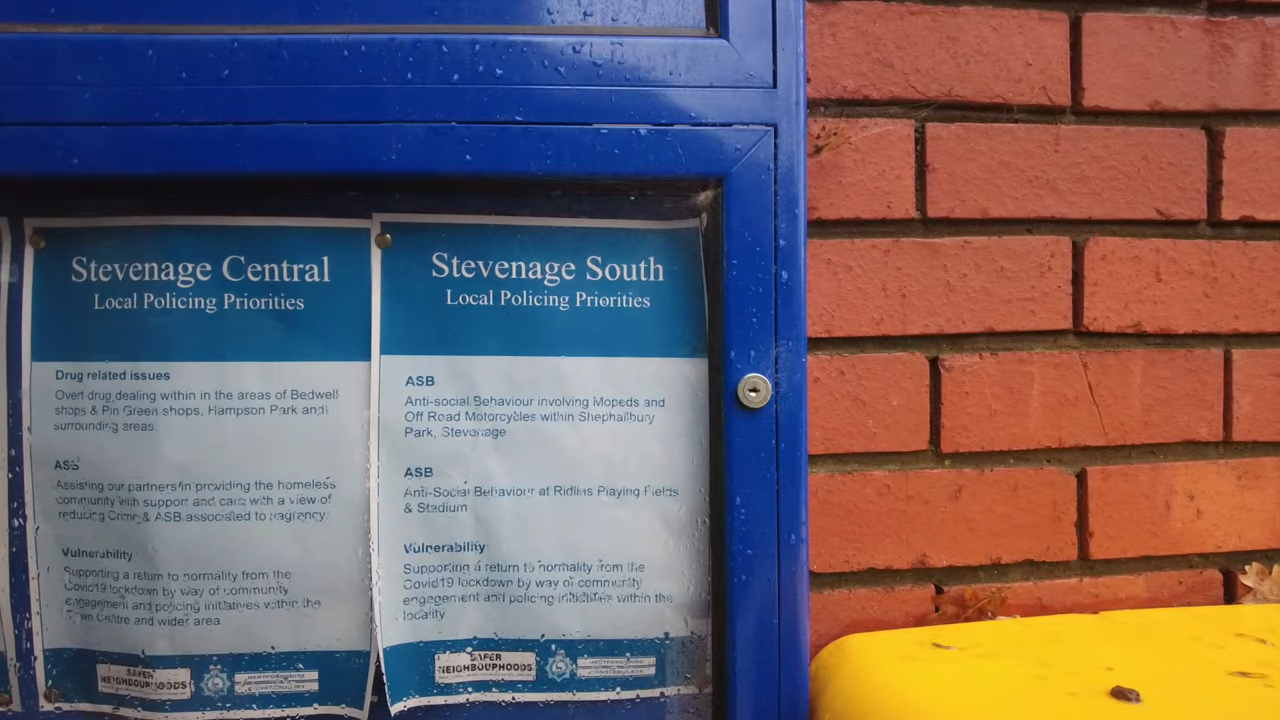 Stevenage Central
Local Policing Priorities
Drug related issues
Overt drug dealing within in the areas of Bedwell
shops & Pin Green shops, Hampson Park and
surrounding areas.
ASB
Assisting our partners in providing the homeless
community with support and care with a view of
reducing Crime & ASB associated to vagrancy.
Vulnerability
Supporting a return to normality from the
Covid19 lockdown by way of community
engagement and policing initiatives within the
Town Centre and wider area
SAFER
NEIGHBOURHOODS
HERTFORDSHIRE
CONSTABULARY
Stevenage South
Local Policing Priorities
ASB
Anti-social Behaviour involving Mopeds and
Off Road Motorcycles within Shephallbury
Park, Stevenage
ASB
Anti-Social Behaviour at Ridlins Playing Fields
& Stadium
Vulnerability
Supporting a return to normality from the
Covid19 lockdown by way of community
engagement and policing initiatives within the
locality
SAFER
NEIGHBOURHOODS
HERTFORDSHIRE
CONSTABULARY